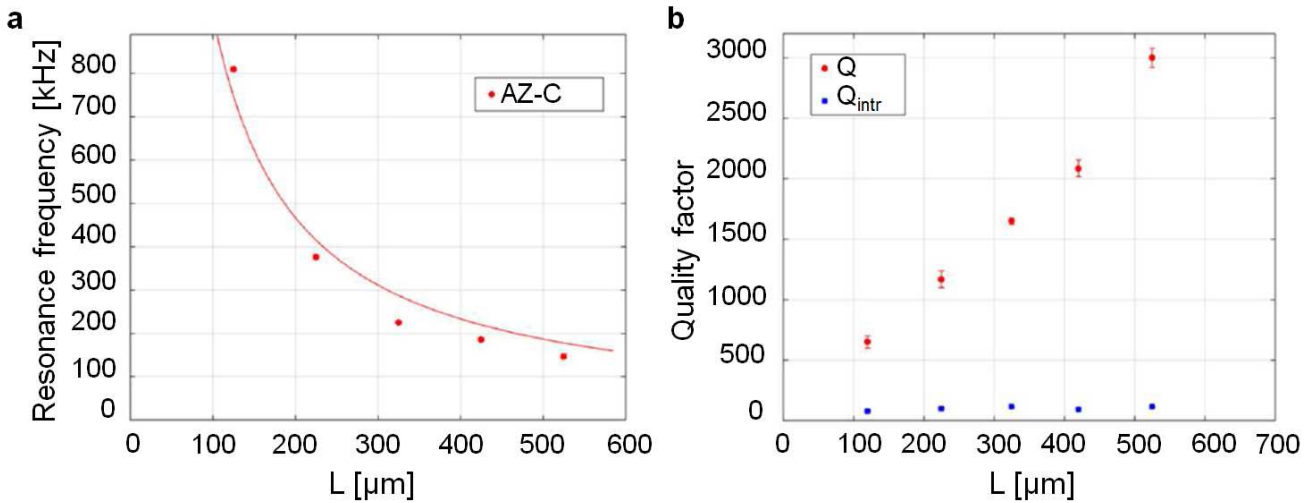 a
Resonance frequency [kHz]
800
700
600
500
400
300
200
100
0
0 100 200 300 400 500 600
L [µm]
AZ-C
b
Quality factor
3000
2500
2000
1500
1000
500
0
0 100 200 300 400 500 600 700
L [µm]
Q
Qintr